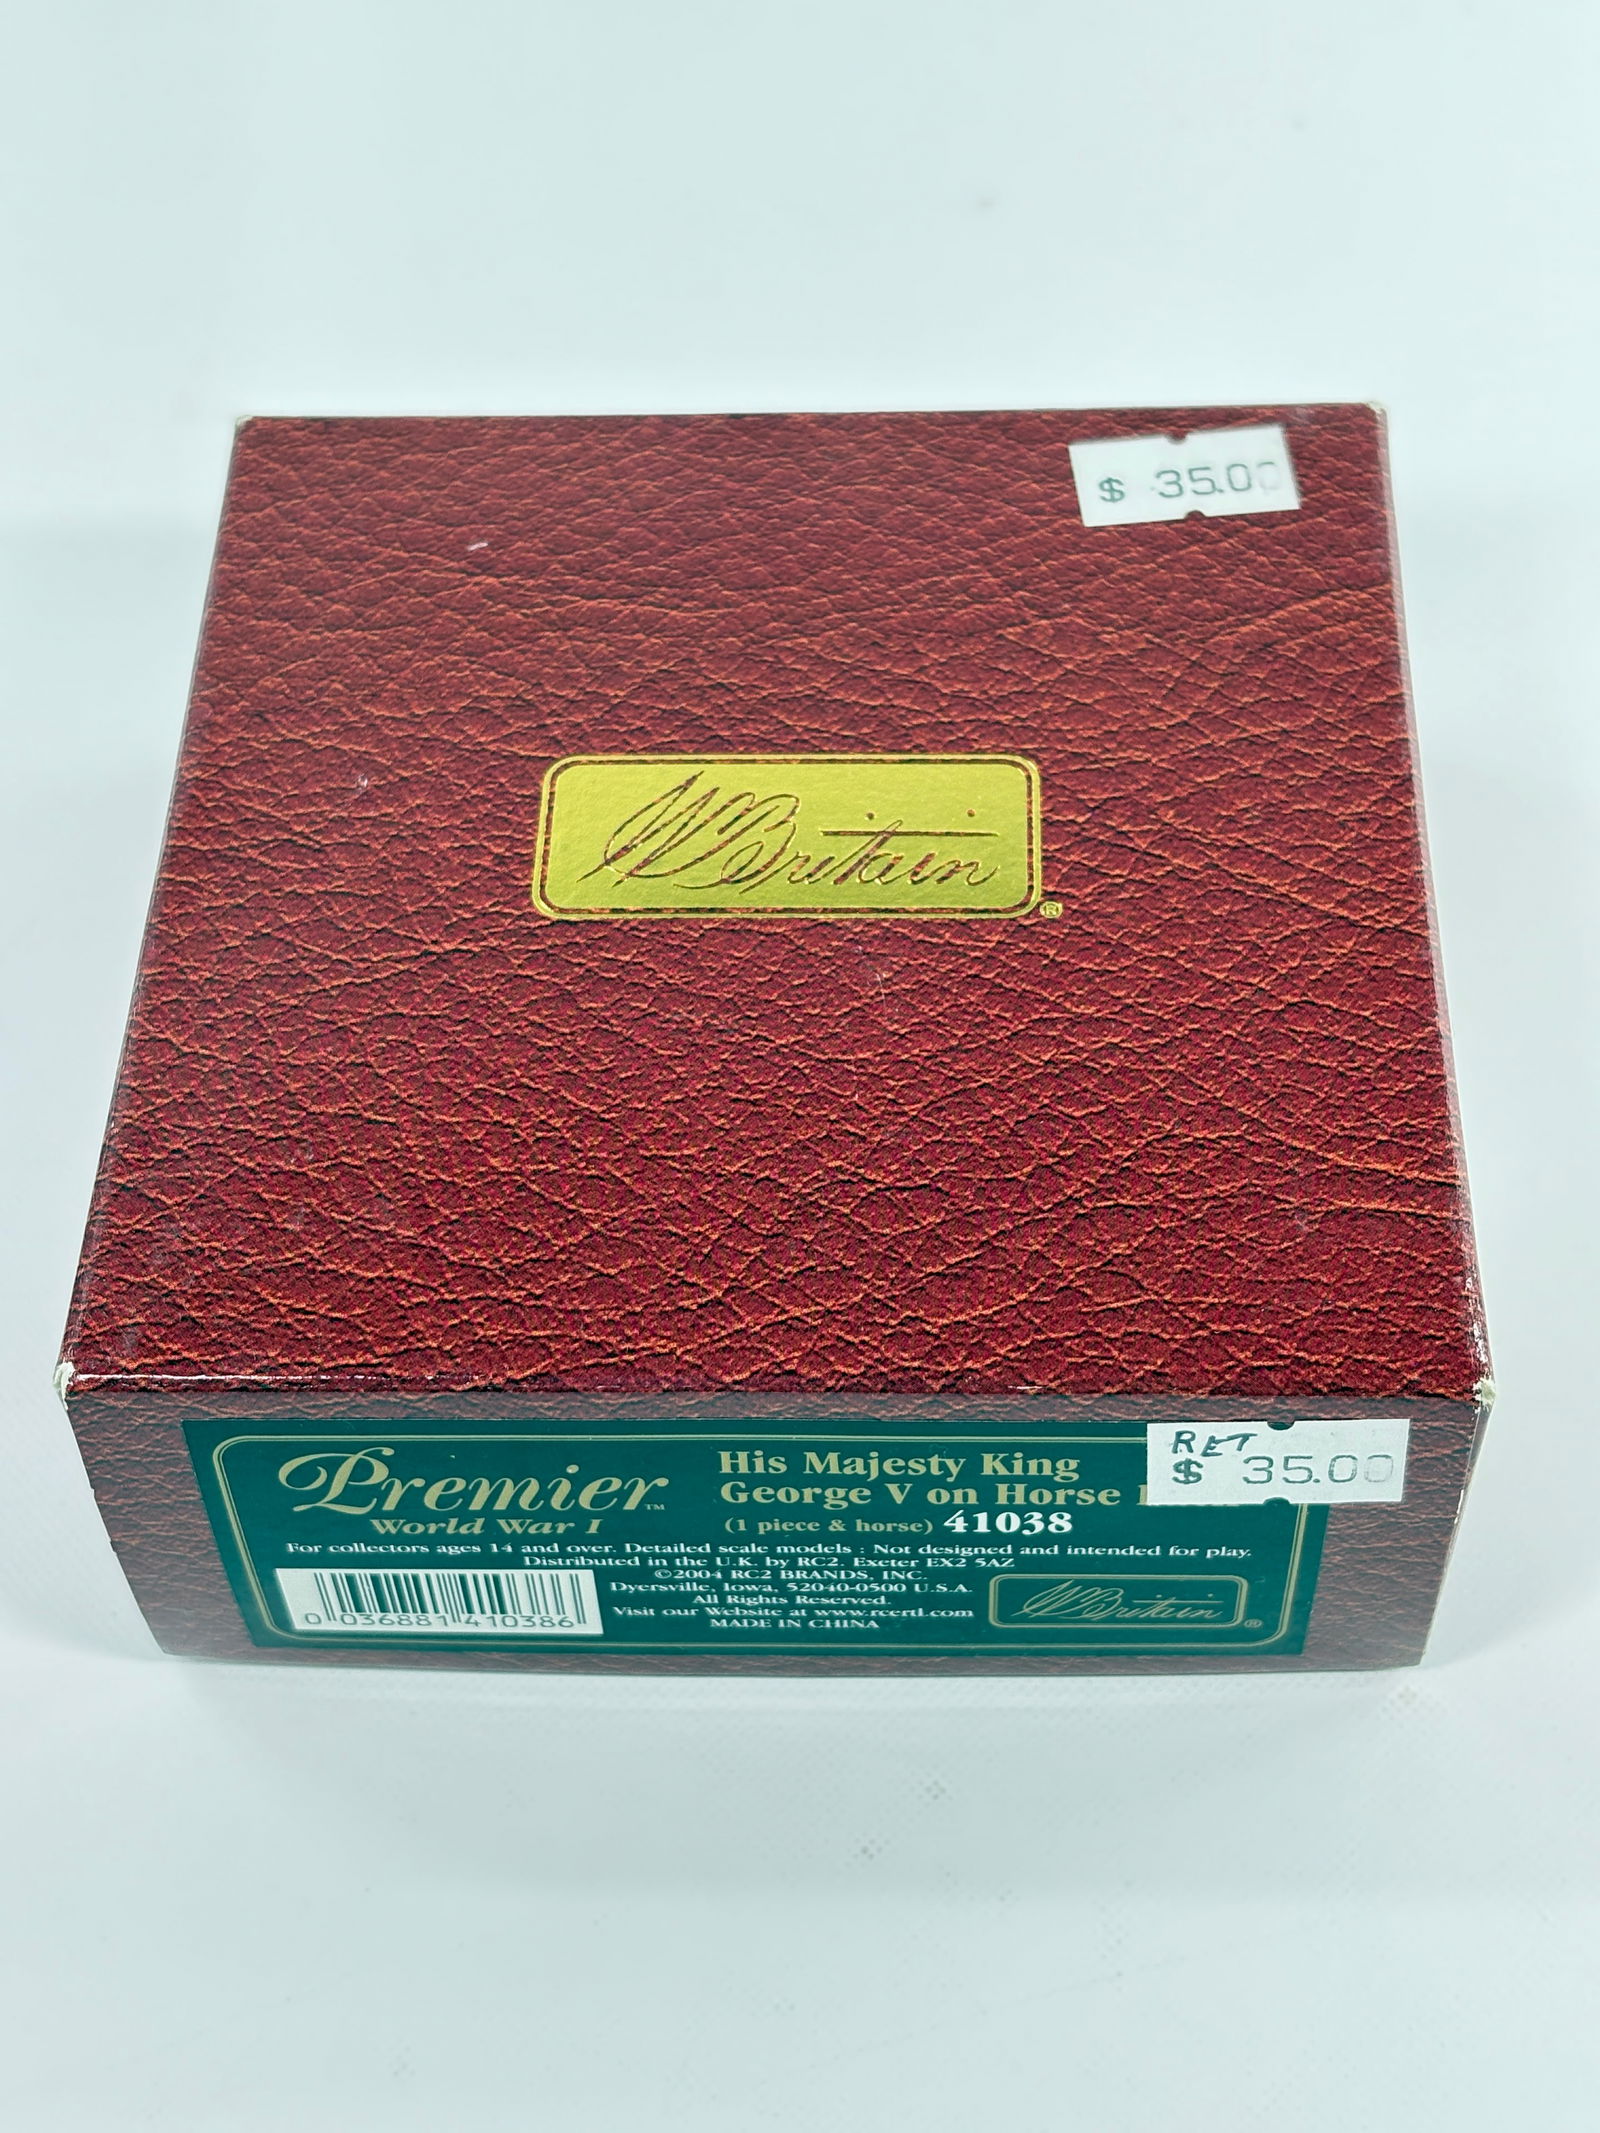 $ 35.00
W Britain®
RET
$ 35.00
Premier™
World War I
His Majesty King
George V on Horse
(1 piece & horse) 41038
For collectors ages 14 and over. Detailed scale models : Not designed and intended for play.
Distributed in the U.K. by RC2. Exeter EX2 5AZ
©2004 RC2 BRANDS, INC.
Dyersville, Iowa, 52040-0500 U.S.A.
All Rights Reserved.
Visit our Website at www.rcertl.com
MADE IN CHINA
0 036881 410386
W Britain®